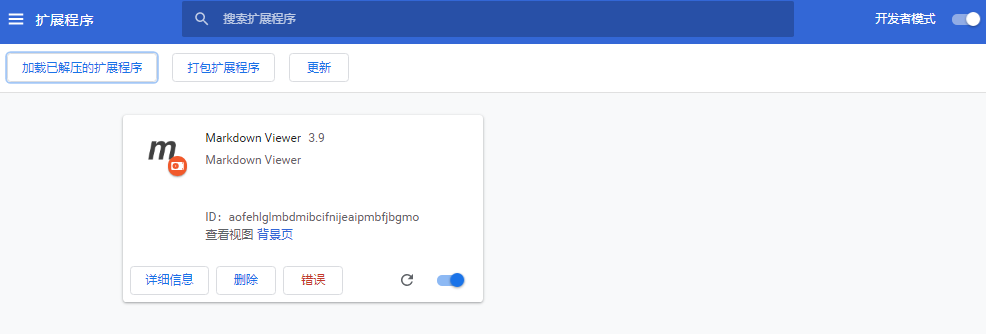 扩展程序
搜索扩展程序
开发者模式
加载已解压的扩展程序
打包扩展程序
更新
m
Markdown Viewer 3.9
Markdown Viewer
ID：aofehlglmbdmibcifnijeaipmbfjbgmo
查看视图 背景页
详细信息
删除
错误